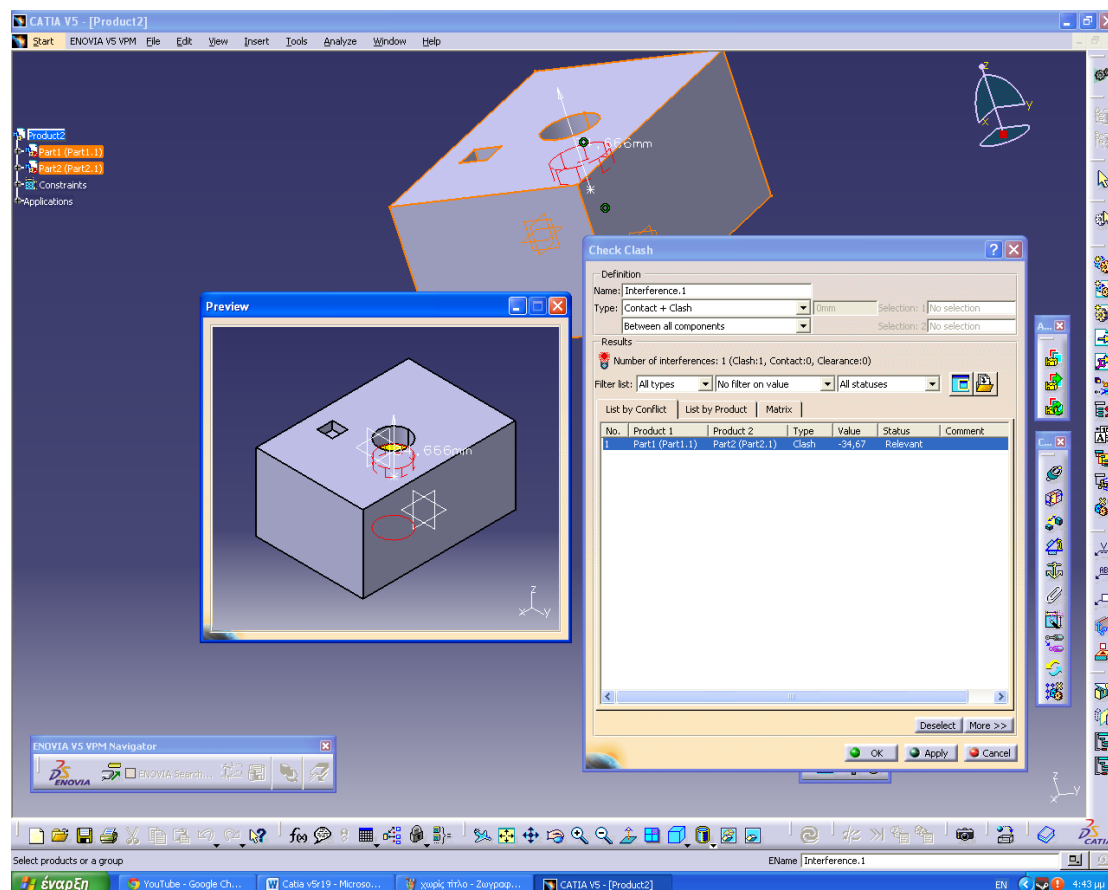 CATIA V5 - [Product2]
Start ENOVIA V5 VPM File Edit View Insert Tools Analyze Window Help
Product2
Part1 (Part1.1)
Part2 (Part2.1)
Constraints
Applications
z
y
x
.666mm
Check Clash
Definition
Name: Interference.1
Type: Contact + Clash 0mm Selection: 1 No selection
Between all components Selection: 2 No selection
Results
Number of interferences: 1 (Clash:1, Contact:0, Clearance:0)
Filter list: All types No filter on value All statuses
List by Conflict List by Product Matrix
No. Product 1 Product 2 Type Value Status Comment
1 Part1 (Part1.1) Part2 (Part2.1) Clash -34,67 Relevant
Deselect More >>
OK Apply Cancel
Preview
.666mm
z
x y
A...
C...
ENOVIA V5 VPM Navigator
ENOVIA ENOVIA Search...
z
x y
f(x)
CATIA
Select products or a group
EName Interference.1
έναρξη YouTube - Google Ch... Catia v5r19 - Microso... χωρίς τίτλο - Ζωγραφ... CATIA V5 - [Product2] EN 4:43 μμ